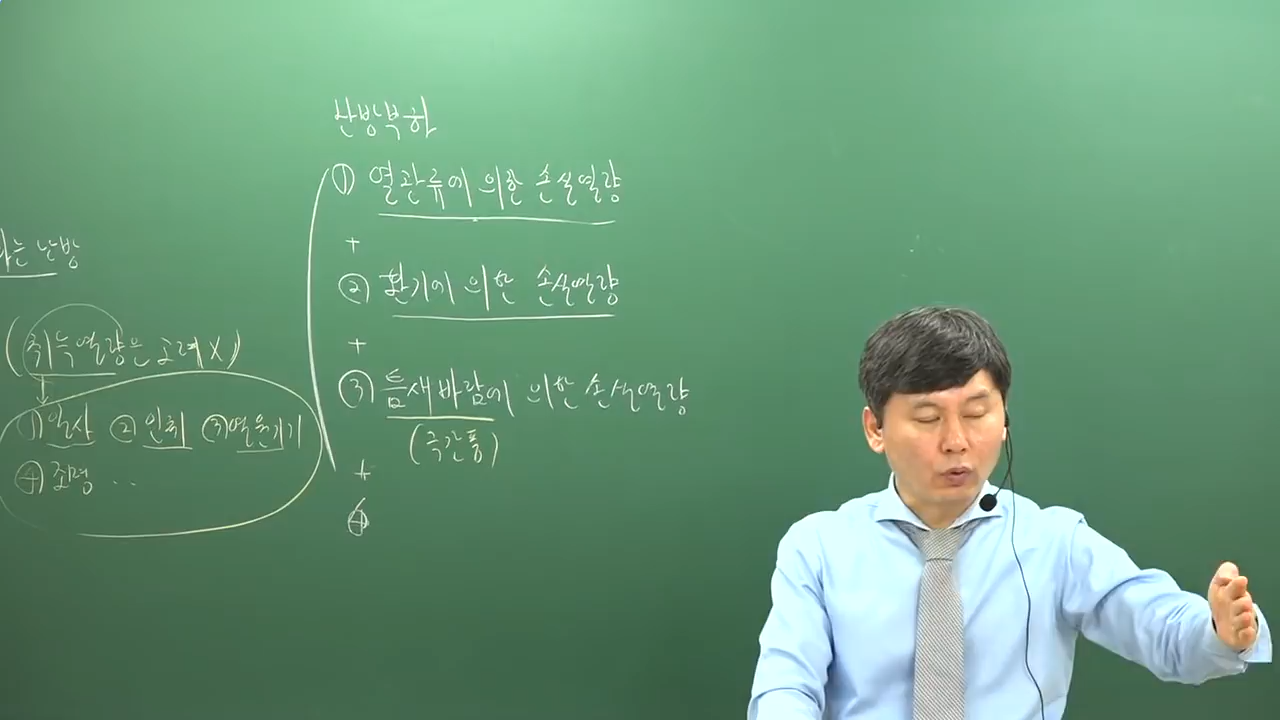 하는 난방
(취득열량은 고려X)
↓
① 일사 ② 인체 ③ 열원기기
④ 조명 ..
난방부하
① 열관류에 의한 손실열량
+
② 환기에 의한 손실열량
+
③ 틈새바람에 의한 손실열량
(극간풍)
+
④